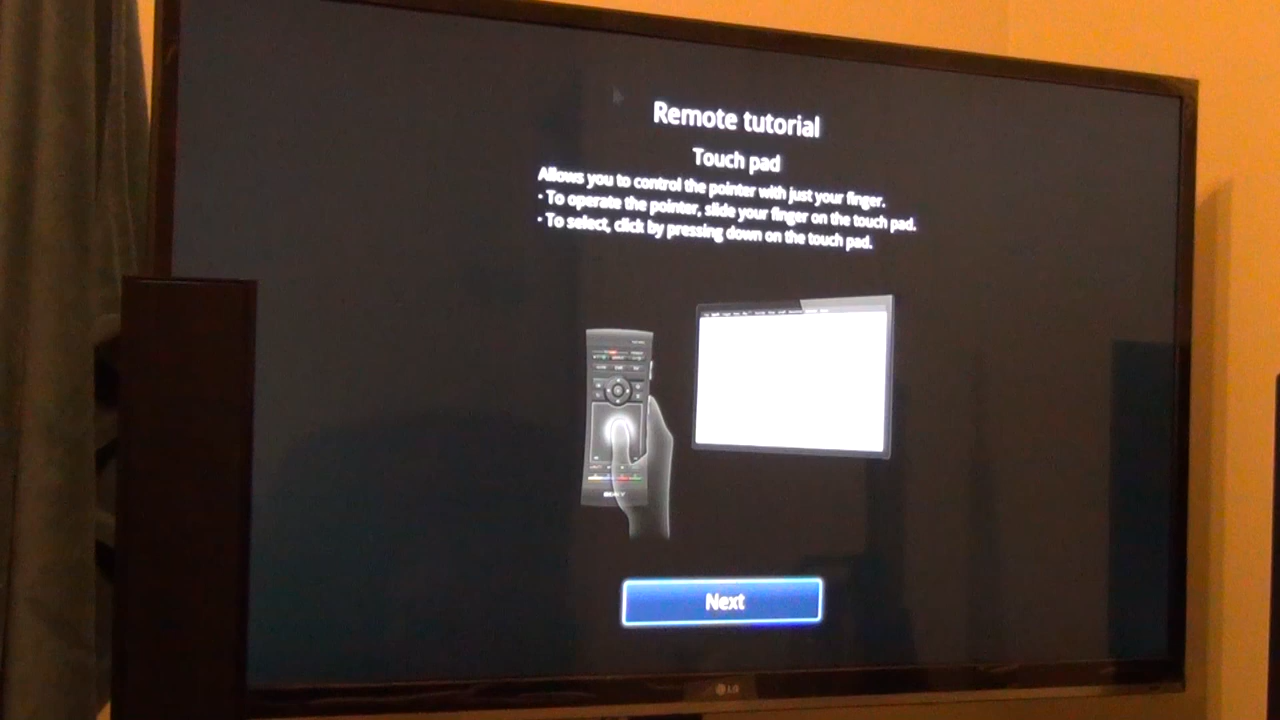 Remote tutorial
Touch pad
Allows you to control the pointer with just your finger.
· To operate the pointer, slide your finger on the touch pad.
· To select, click by pressing down on the touch pad.
SONY
Next
LG